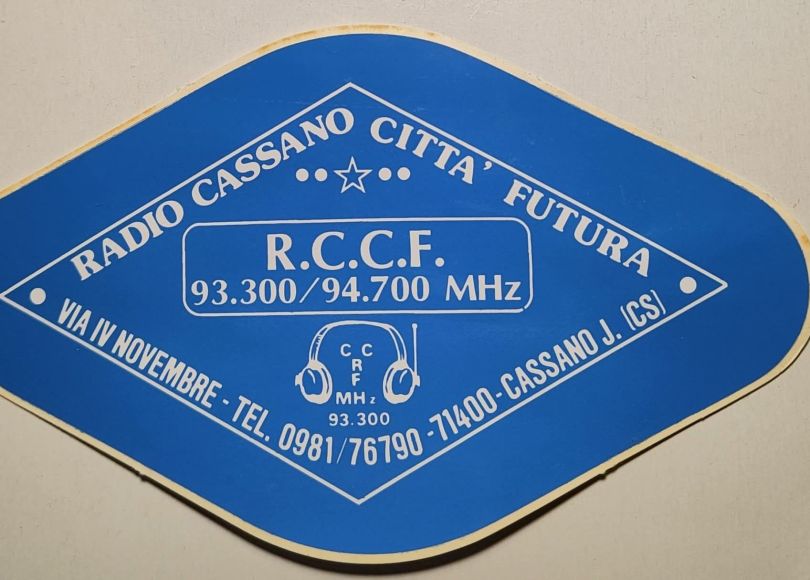 RADIO CASSANO CITTA' FUTURA
R.C.C.F.
93.300/94.700 MHz
C C
R
F
MHz
93.300
VIA IV NOVEMBRE - TEL. 0981/76790 -71400- CASSANO J. (CS)